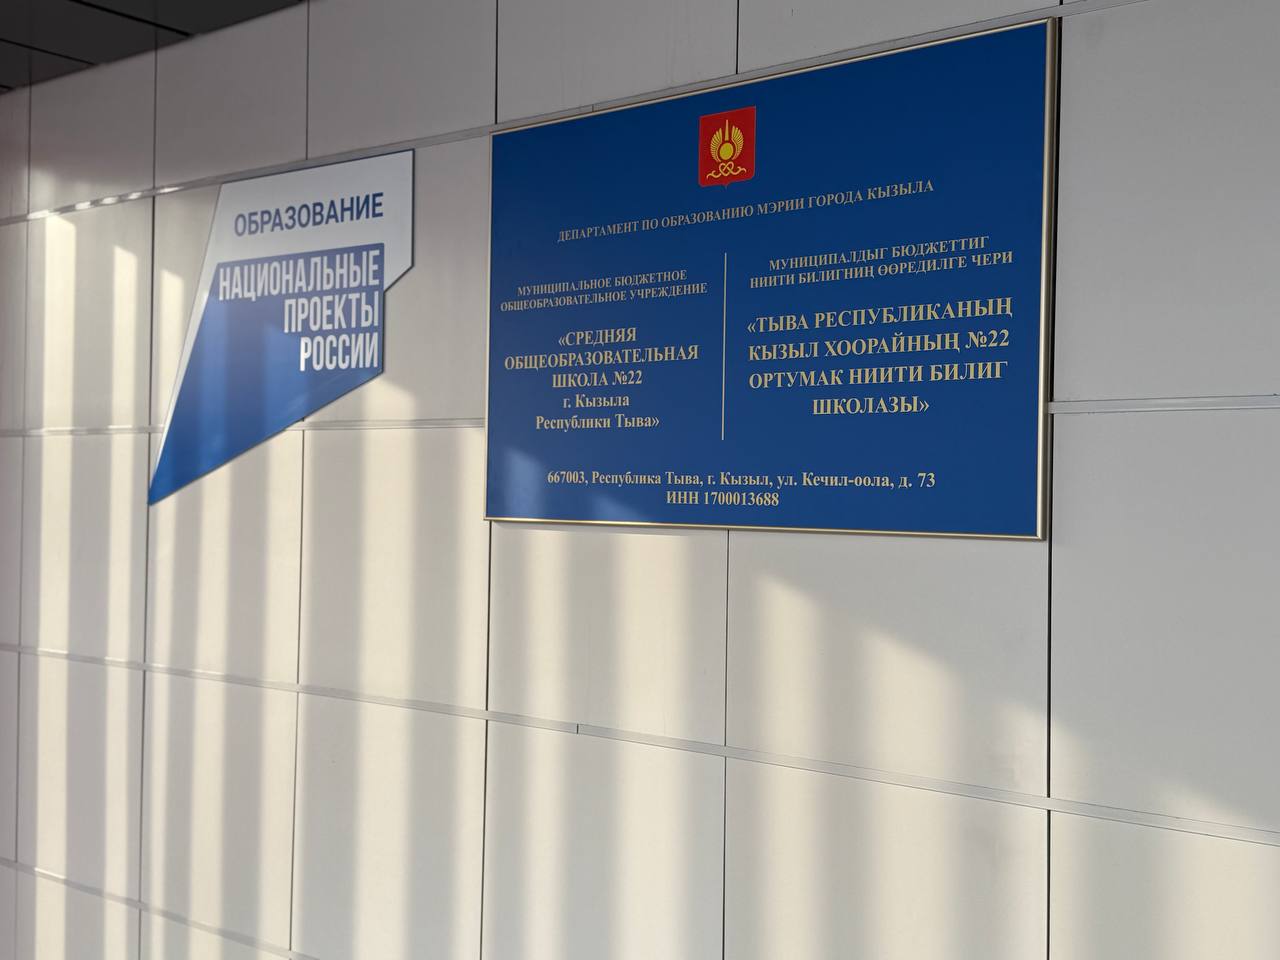 ОБРАЗОВАНИЕ
НАЦИОНАЛЬНЫЕ
ПРОЕКТЫ
РОССИИ
ДЕПАРТАМЕНТ ПО ОБРАЗОВАНИЮ МЭРИИ ГОРОДА КЫЗЫЛА
МУНИЦИПАЛЬНОЕ БЮДЖЕТНОЕ
ОБЩЕОБРАЗОВАТЕЛЬНОЕ УЧРЕЖДЕНИЕ
«СРЕДНЯЯ
ОБЩЕОБРАЗОВАТЕЛЬНАЯ
ШКОЛА №22
г. Кызыла
Республики Тыва»
МУНИЦИПАЛДЫГ БЮДЖЕТТИГ
НИИТИ БИЛИГНИҢ ӨӨРЕДИЛГЕ ЧЕРИ
«ТЫВА РЕСПУБЛИКАНЫҢ
КЫЗЫЛ ХООРАЙНЫҢ №22
ОРТУМАК НИИТИ БИЛИГ
ШКОЛАЗЫ»
667003, Республика Тыва, г. Кызыл, ул. Кечил-оола, д. 73
ИНН 1700013688